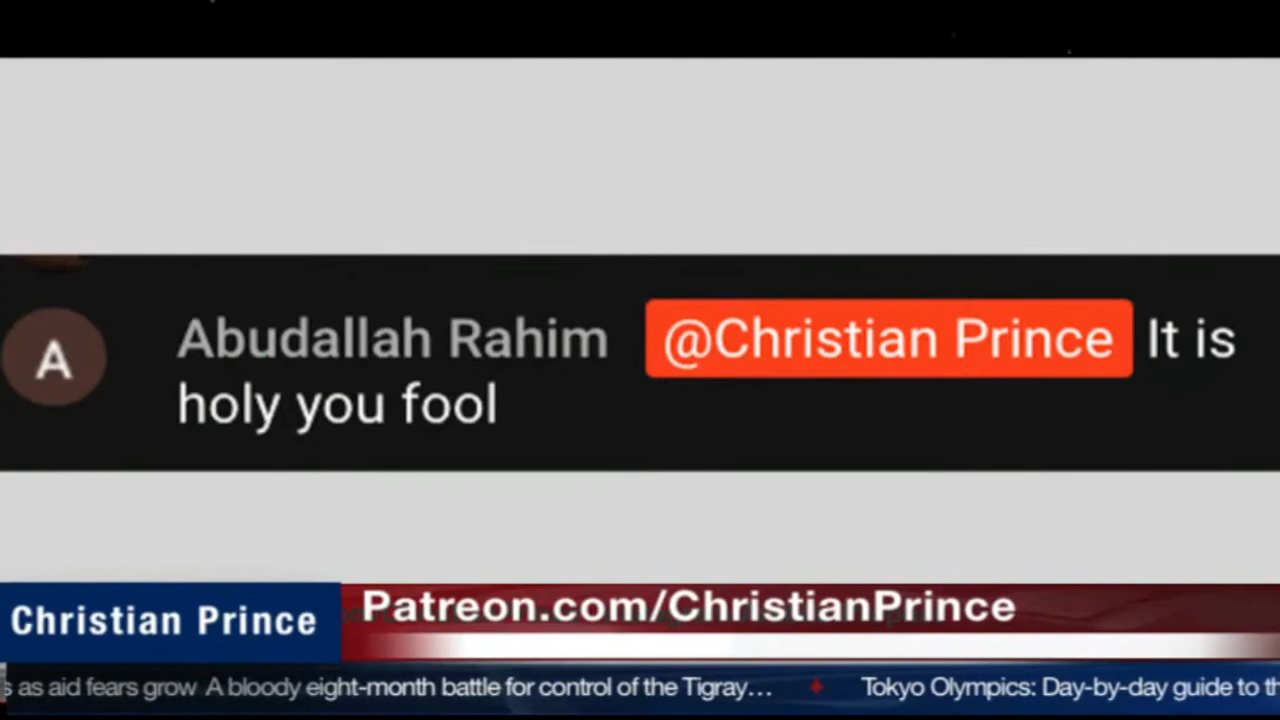 A
Abudallah Rahim @Christian Prince It is
holy you fool
Christian Prince
Patreon.com/ChristianPrince
as aid fears grow A bloody eight-month battle for control of the Tigray... Tokyo Olympics: Day-by-day guide to